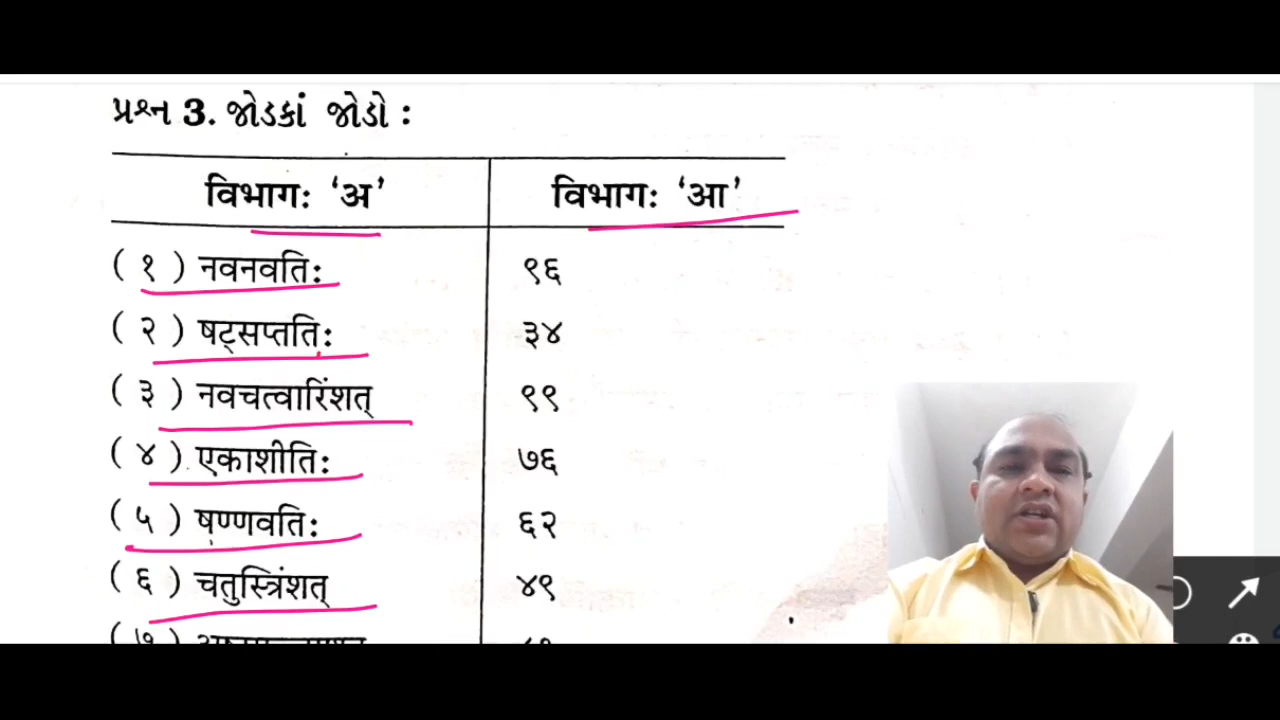 પ્રશ્ન 3. જોડકાં જોડો :
विभागः ‘अ’ विभागः ‘आ’
( १ ) नवनवतिः ९६
( २ ) षट्सप्ततिः ३४
( ३ ) नवचत्वारिंशत् ९९
( ४ ) एकाशीतिः ७६
( ५ ) षण्णवतिः ६२
( ६ ) चतुस्त्रिंशत् ४९